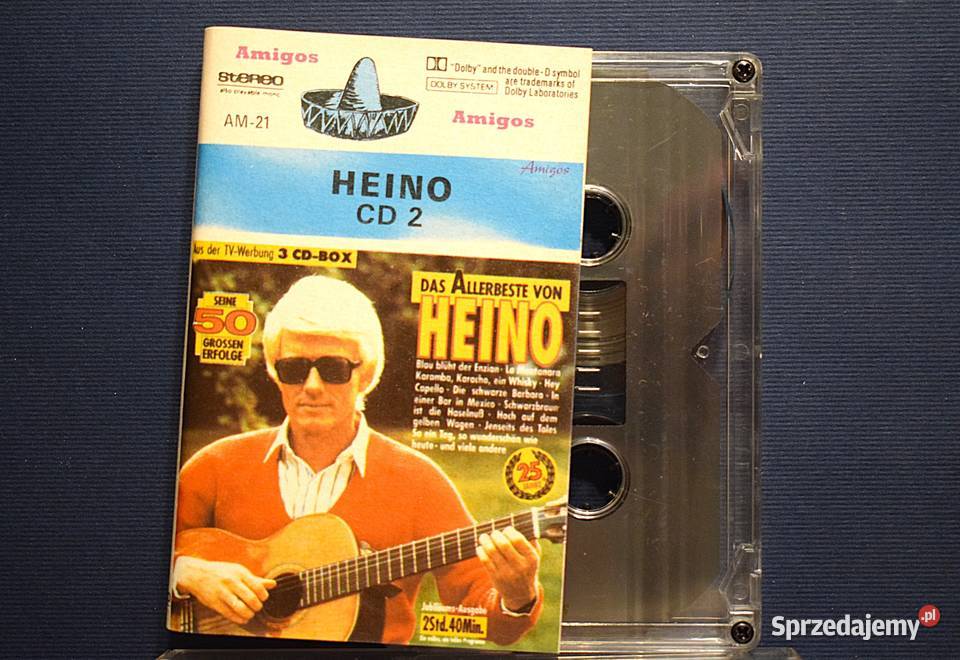 Amigos
stereo
also playable mono
"Dolby" and the double-D symbol
are trademarks of
Dolby Laboratories
DOLBY SYSTEM
AM-21
Amigos
Amigos
HEINO
CD 2
Aus der TV-Werbung 3 CD-BOX
SEINE
50
GROSSEN
ERFOLGE
DAS ALLERBESTE VON
HEINO
Blau blüht der Enzian · La Montanara
Karamba, Karacho, ein Whisky · Hey
Capello · Die schwarze Barbara · In
einer Bar in Mexico · Schwarzbraun
ist die Haselnuß · Hoch auf dem
gelben Wagen · Jenseits des Tales
So ein Tag, so wunderschön wie
heute · und viele andere
25
JAHRE
Jubiläums-Ausgabe
2Std. 40Min.
Sprzedajemy.pl